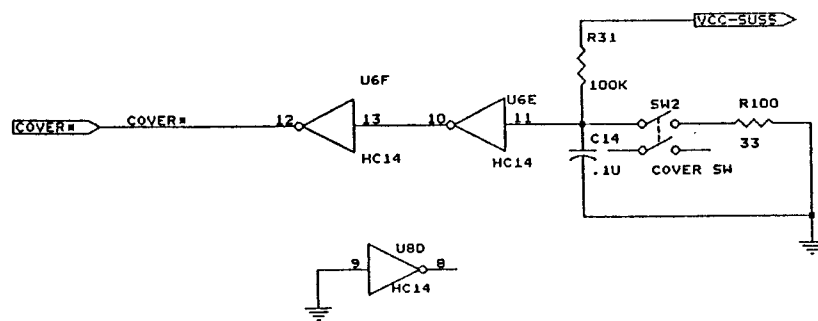 VCC-SUS5
R31
100K
U6F
U6E
SW2
R100
COVER*
COVER*
12
13
10
11
C14
33
HC14
HC14
.1U
COVER SW
U8D
9
8
HC14